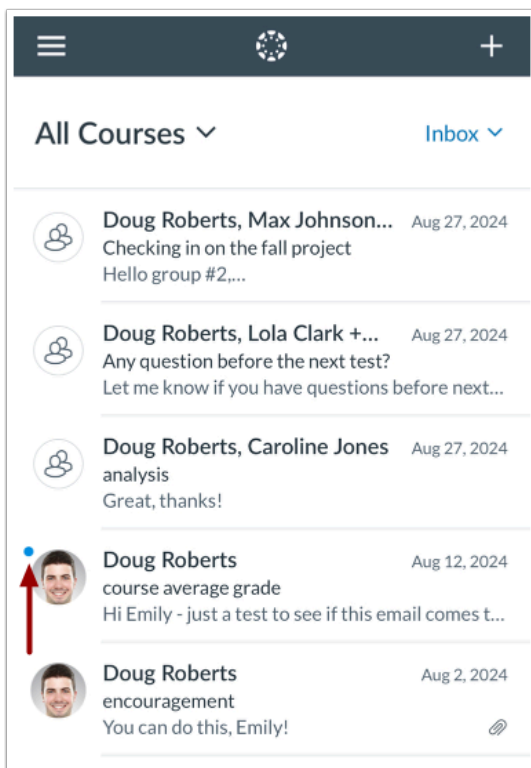 All Courses
Inbox
Doug Roberts, Max Johnson... Aug 27, 2024
Checking in on the fall project
Hello group #2,...
Doug Roberts, Lola Clark +... Aug 27, 2024
Any question before the next test?
Let me know if you have questions before next...
Doug Roberts, Caroline Jones Aug 27, 2024
analysis
Great, thanks!
Doug Roberts Aug 12, 2024
course average grade
Hi Emily - just a test to see if this email comes t...
Doug Roberts Aug 2, 2024
encouragement
You can do this, Emily!